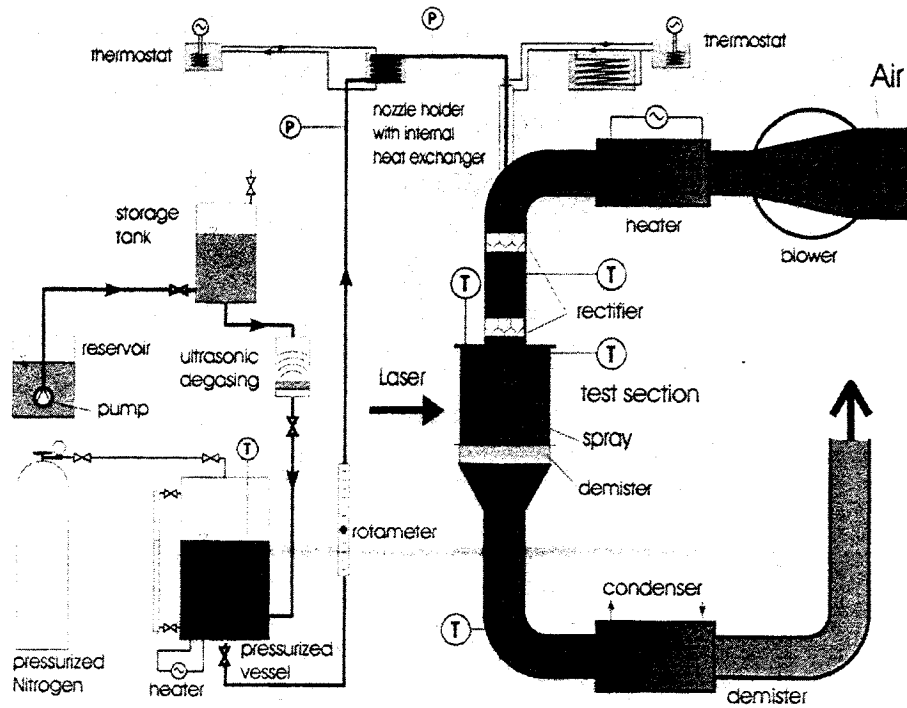 P
thermostat
thermostat
Air
nozzle holder
with internal
heat exchanger
P
heater
blower
storage
tank
T
T
rectifier
reservoir
pump
ultrasonic
degasing
T
Laser
test section
spray
demister
T
rotameter
condenser
T
pressurized
Nitrogen
heater
pressurized
vessel
demister